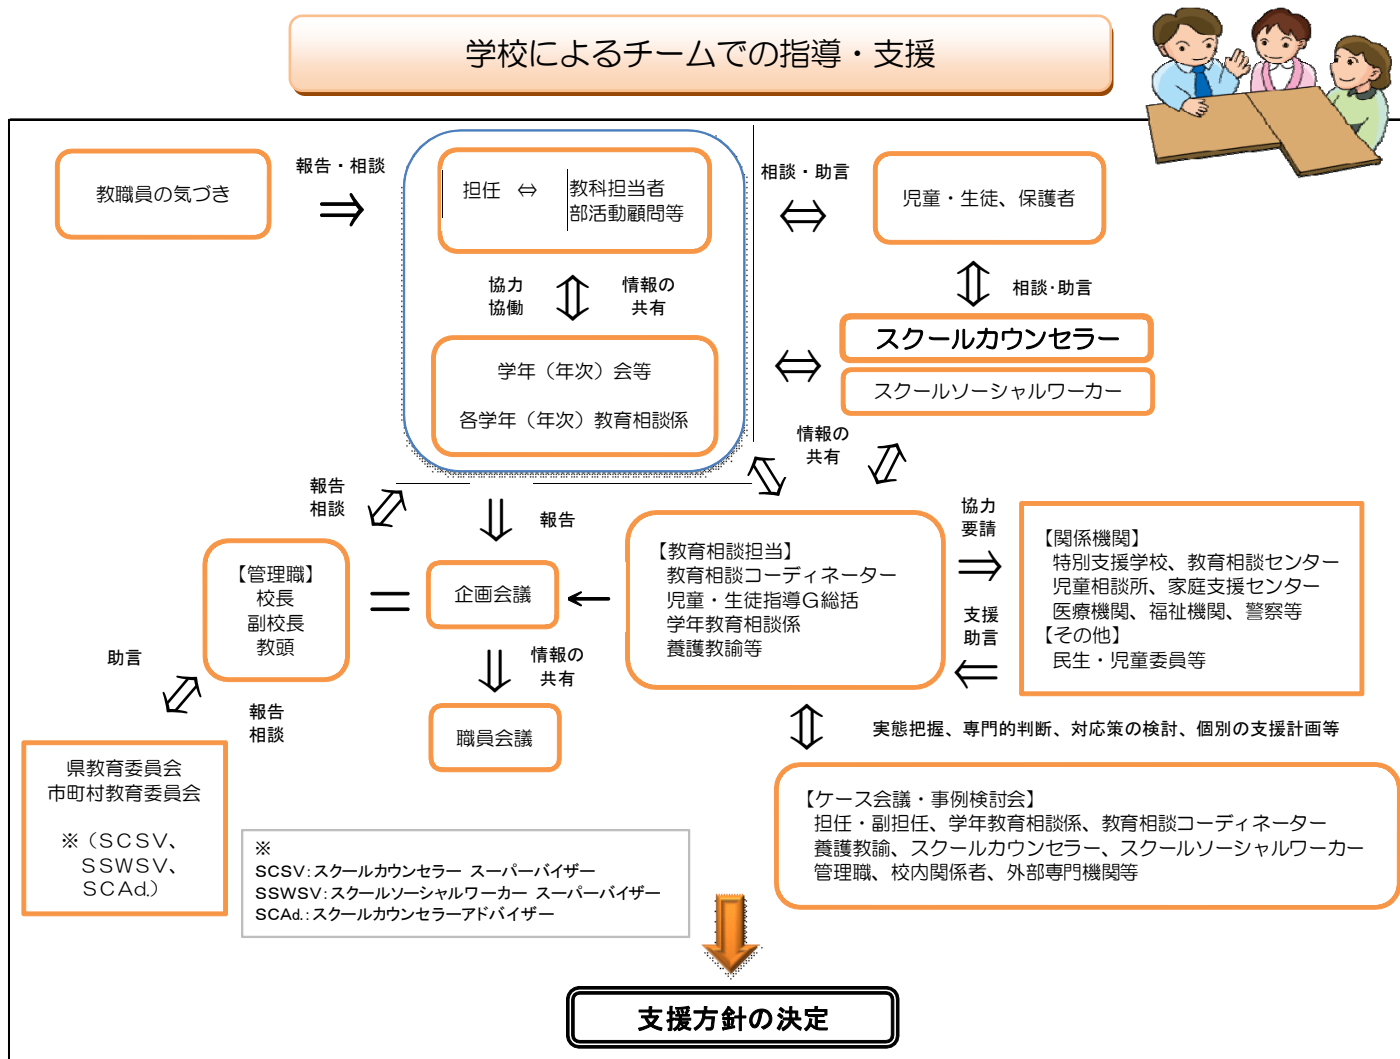 学校によるチームでの指導・支援
教職員の気づき
報告・相談
担任 ⇔ 教科担当者
部活動顧問等
相談・助言
児童・生徒、保護者
協力
協働
情報の
共有
相談・助言
学年（年次）会等
各学年（年次）教育相談係
スクールカウンセラー
スクールソーシャルワーカー
情報の
共有
報告
相談
報告
【管理職】
校長
副校長
教頭
企画会議
【教育相談担当】
教育相談コーディネーター
児童・生徒指導G総括
学年教育相談係
養護教諭等
協力
要請
支援
助言
【関係機関】
特別支援学校、教育相談センター
児童相談所、家庭支援センター
医療機関、福祉機関、警察等
【その他】
民生・児童委員等
助言
報告
相談
情報の
共有
職員会議
実態把握、専門的判断、対応策の検討、個別の支援計画等
県教育委員会
市町村教育委員会
※（SCSV、
SSWSV、
SCAd.）
※
SCSV：スクールカウンセラー スーパーバイザー
SSWSV：スクールソーシャルワーカー スーパーバイザー
SCAd.：スクールカウンセラーアドバイザー
【ケース会議・事例検討会】
担任・副担任、学年教育相談係、教育相談コーディネーター
養護教諭、スクールカウンセラー、スクールソーシャルワーカー
管理職、校内関係者、外部専門機関等
支援方針の決定